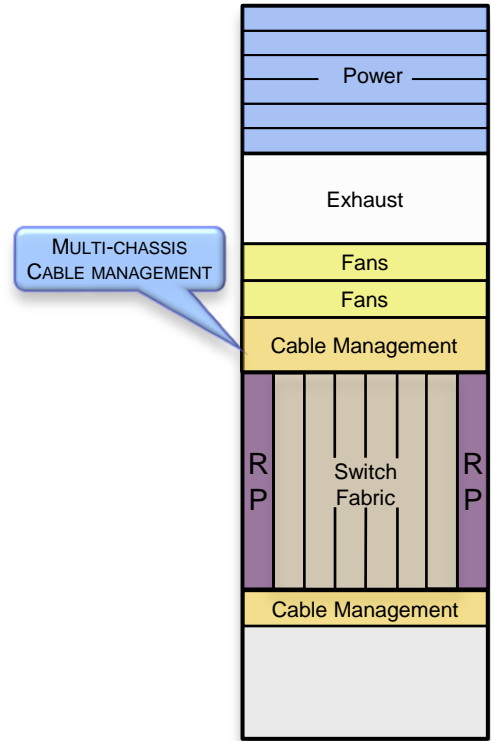 Power
Exhaust
MULTI-CHASSIS
CABLE MANAGEMENT
Fans
Fans
Cable Management
R
P
Switch
Fabric
R
P
Cable Management